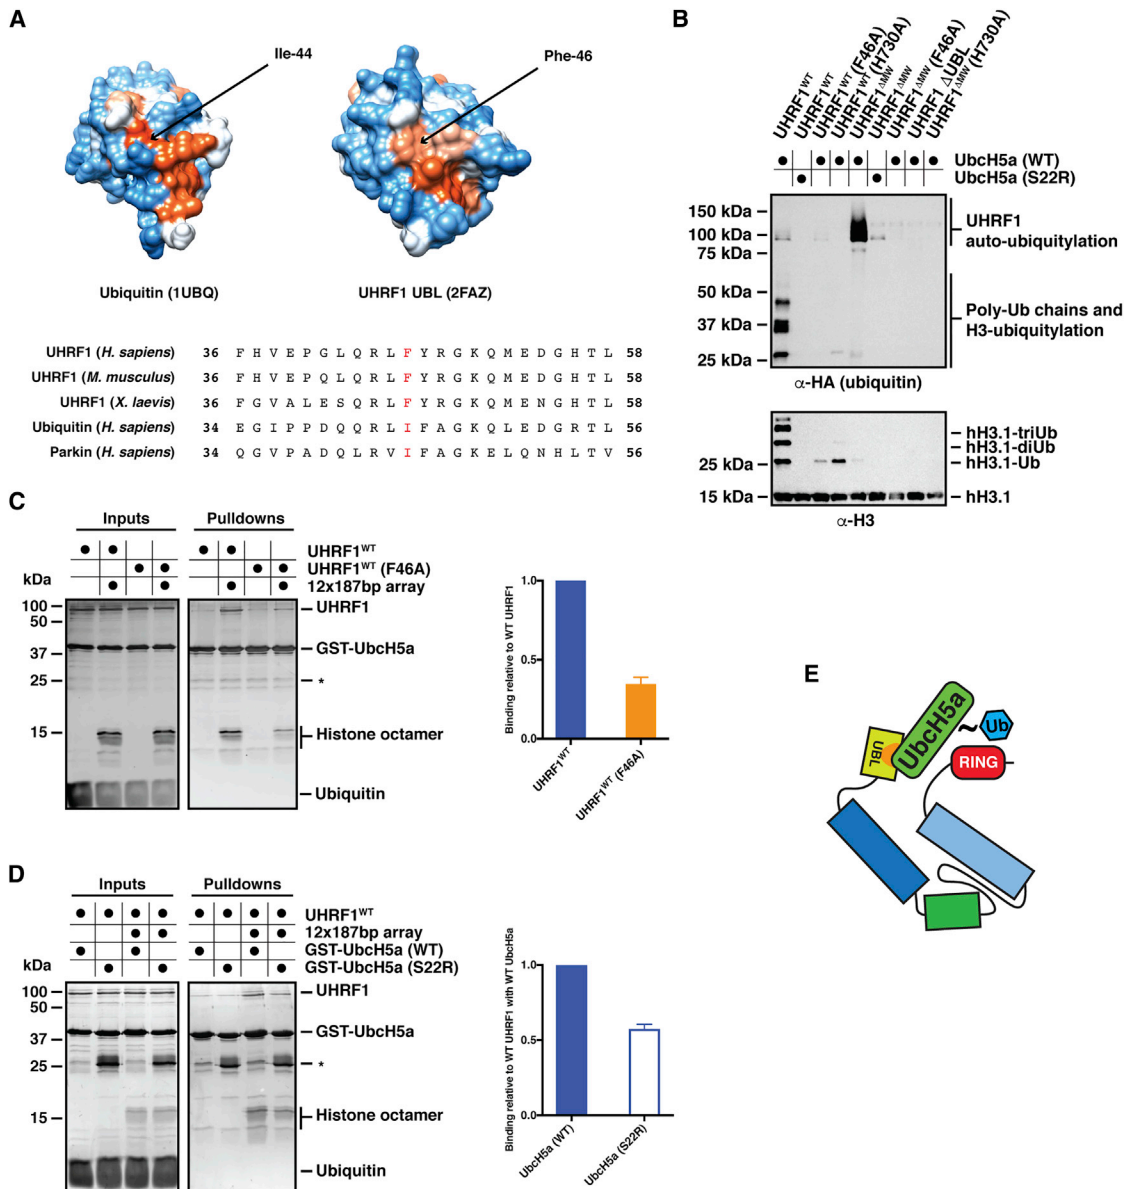 A
Ile-44
Phe-46
Ubiquitin (1UBQ)
UHRF1 UBL (2FAZ)
UHRF1 (H. sapiens) 36 F H V E P G L Q R L F Y R G K Q M E D G H T L 58
UHRF1 (M. musculus) 36 F H V E P Q L Q R L F Y R G K Q M E D G H T L 58
UHRF1 (X. laevis) 36 F G V A L E S Q R L F Y R G K Q M E N G H T L 58
Ubiquitin (H. sapiens) 34 E G I P P D Q Q R L I F A G K Q L E D G R T L 56
Parkin (H. sapiens) 34 Q G V P A D Q L R V I F A G K E L Q N H L T V 56
B
UHRF1WT
UHRF1WT
UHRF1WT (F46A)
UHRF1WT (H730A)
UHRF1ΔMW
UHRF1ΔMW
UHRF1ΔMW (F46A)
UHRF1 ΔUBL
UHRF1ΔMW (H730A)
UbcH5a (WT)
UbcH5a (S22R)
150 kDa
100 kDa
75 kDa
50 kDa
37 kDa
25 kDa
UHRF1
auto-ubiquitylation
Poly-Ub chains and
H3-ubiquitylation
α-HA (ubiquitin)
25 kDa
15 kDa
hH3.1-triUb
hH3.1-diUb
hH3.1-Ub
hH3.1
α-H3
C
Inputs Pulldowns
UHRF1WT
UHRF1WT (F46A)
12x187bp array
kDa
100
50
37
25
15
UHRF1
GST-UbcH5a
*
Histone octamer
Ubiquitin
Binding relative to WT UHRF1
1.0
0.5
0.0
UHRF1WT
UHRF1WT (F46A)
D
Inputs Pulldowns
UHRF1WT
12x187bp array
GST-UbcH5a (WT)
GST-UbcH5a (S22R)
kDa
100
50
37
25
15
UHRF1
GST-UbcH5a
*
Histone octamer
Ubiquitin
Binding relative to WT UHRF1 with WT UbcH5a
1.0
0.5
0.0
UbcH5a (WT)
UbcH5a (S22R)
E
UBL
UbcH5a
~
Ub
RING